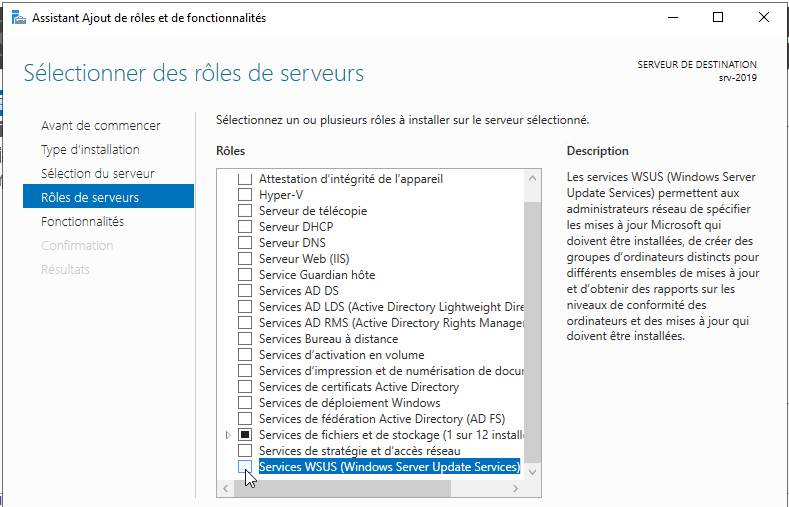 Assistant Ajout de rôles et de fonctionnalités
Sélectionner des rôles de serveurs
SERVEUR DE DESTINATION
srv-2019
Avant de commencer
Type d'installation
Sélection du serveur
Rôles de serveurs
Fonctionnalités
Confirmation
Résultats
Sélectionnez un ou plusieurs rôles à installer sur le serveur sélectionné.
Rôles
Attestation d'intégrité de l'appareil
Hyper-V
Serveur de télécopie
Serveur DHCP
Serveur DNS
Serveur Web (IIS)
Service Guardian hôte
Services AD DS
Services AD LDS (Active Directory Lightweight Dire
Services AD RMS (Active Directory Rights Manager
Services Bureau à distance
Services d'activation en volume
Services d'impression et de numérisation de docu
Services de certificats Active Directory
Services de déploiement Windows
Services de fédération Active Directory (AD FS)
Services de fichiers et de stockage (1 sur 12 install
Services de stratégie et d'accès réseau
Services WSUS (Windows Server Update Services)
Description
Les services WSUS (Windows Server
Update Services) permettent aux
administrateurs réseau de spécifier
les mises à jour Microsoft qui
doivent être installées, de créer des
groupes d'ordinateurs distincts pour
différents ensembles de mises à jour
et d'obtenir des rapports sur les
niveaux de conformité des
ordinateurs et des mises à jour qui
doivent être installées.